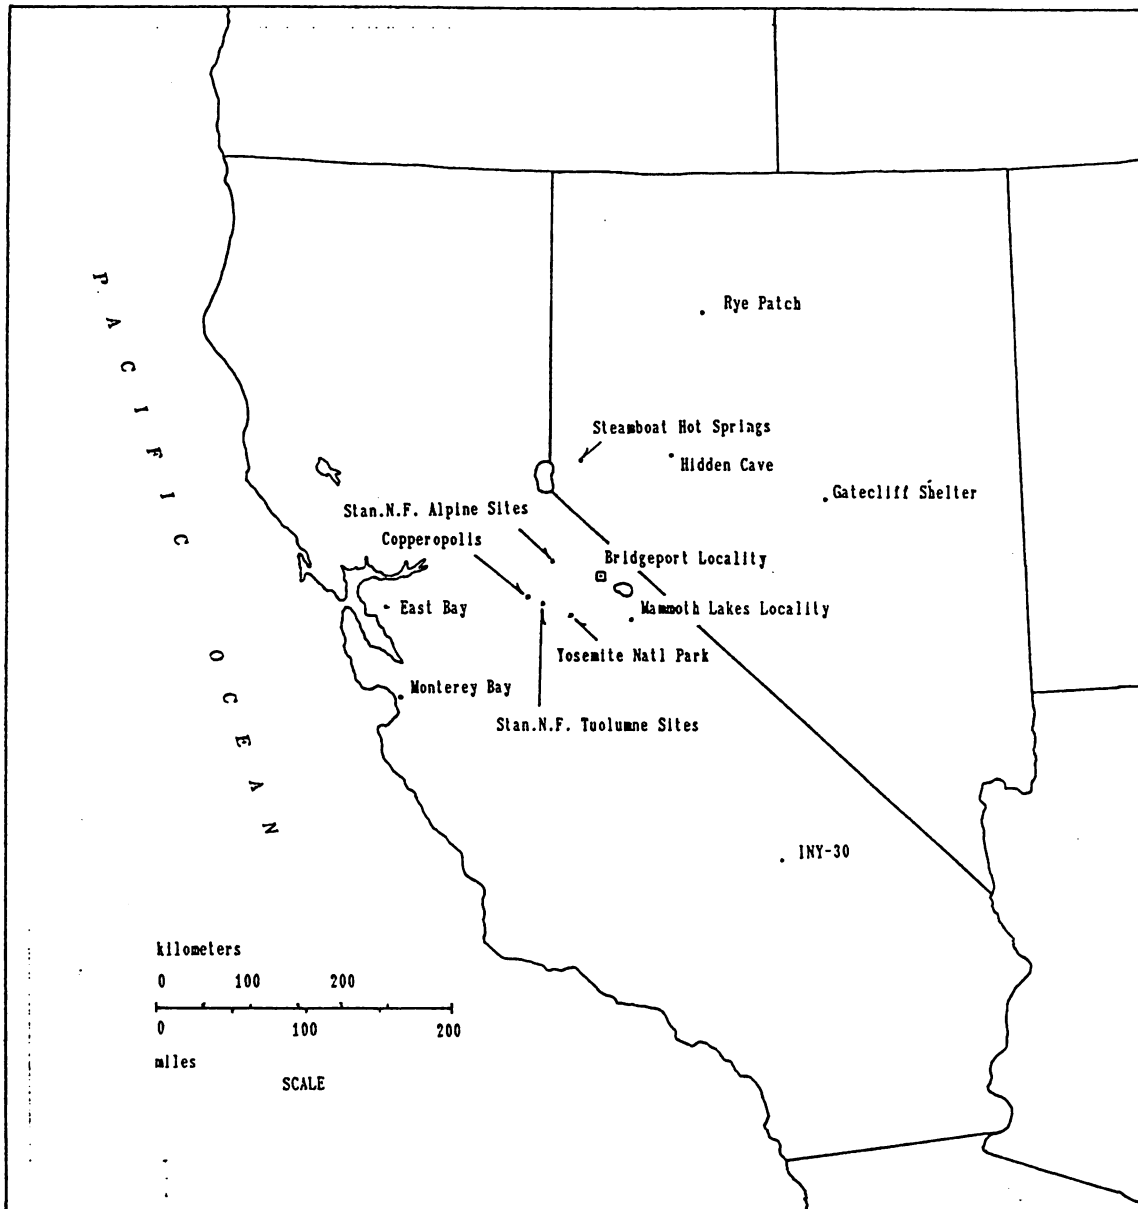 PACIFIC OCEAN
Rye Patch
Steamboat Hot Springs
Hidden Cave
Gatecliff Shelter
Stan.N.F. Alpine Sites
Copperopolis
Bridgeport Locality
East Bay
Mammoth Lakes Locality
Yosemite Natl Park
Monterey Bay
Stan.N.F. Tuolumne Sites
INY-30
kilometers
0 100 200
0 100 200
miles
SCALE